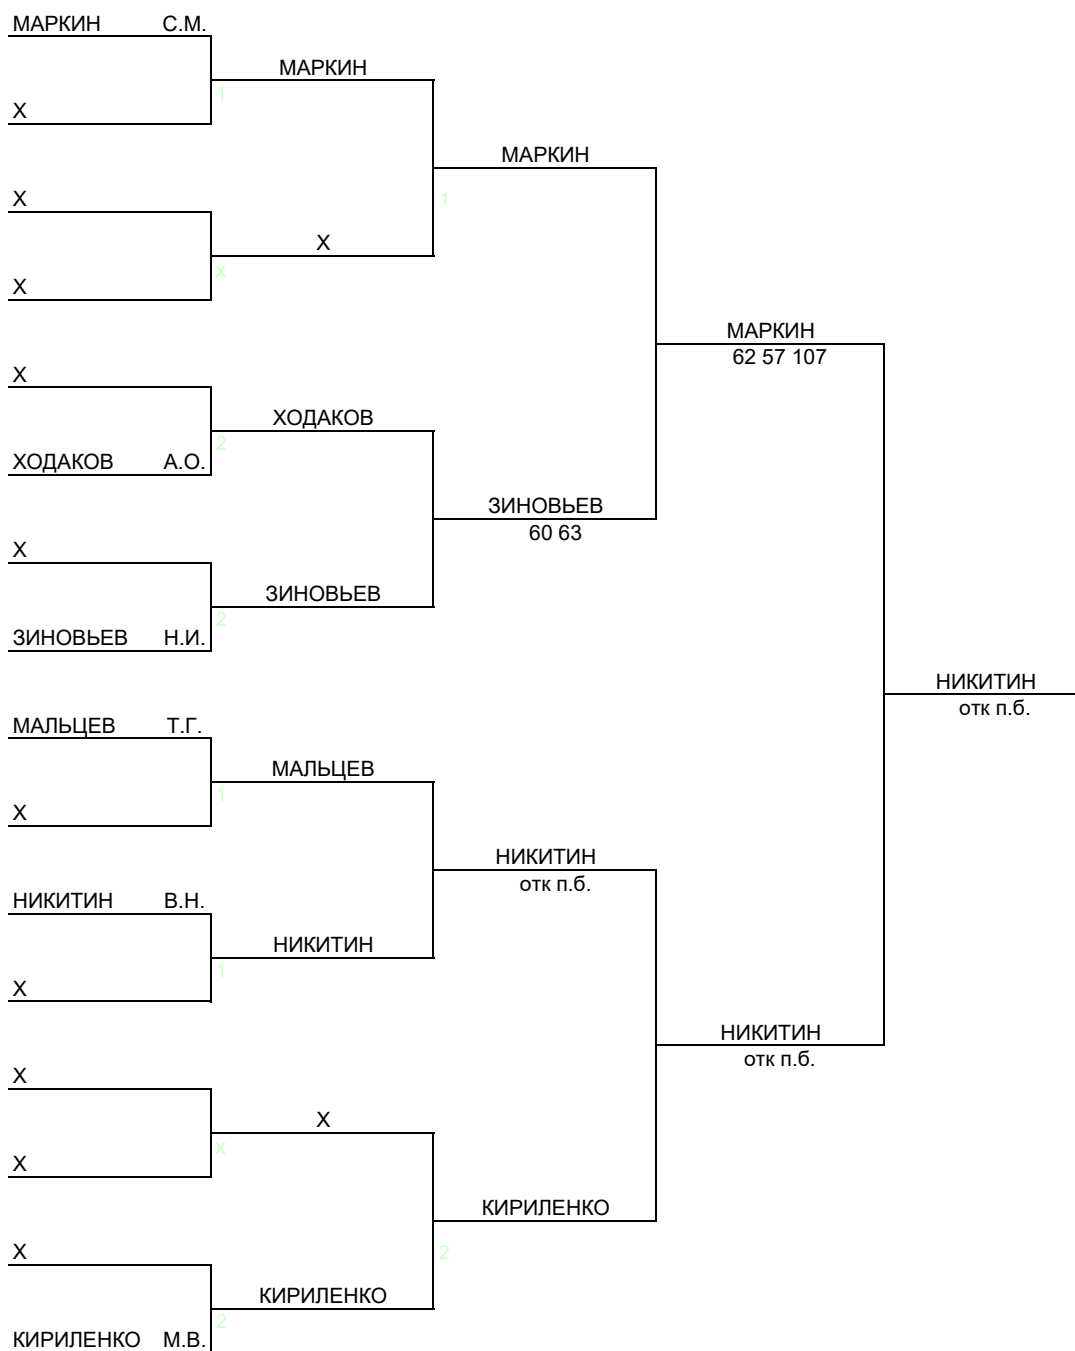 МАРКИН С.М.
МАРКИН
1
X
МАРКИН
X
1
X
x
X
МАРКИН
62 57 107
X
ХОДАКОВ
2
ХОДАКОВ А.О.
ЗИНОВЬЕВ
60 63
X
ЗИНОВЬЕВ
2
ЗИНОВЬЕВ Н.И.
НИКИТИН
отк п.б.
МАЛЬЦЕВ Т.Г.
МАЛЬЦЕВ
1
X
НИКИТИН
отк п.б.
НИКИТИН В.Н.
НИКИТИН
1
X
НИКИТИН
отк п.б.
X
X
x
X
КИРИЛЕНКО
X
2
КИРИЛЕНКО
2
КИРИЛЕНКО М.В.